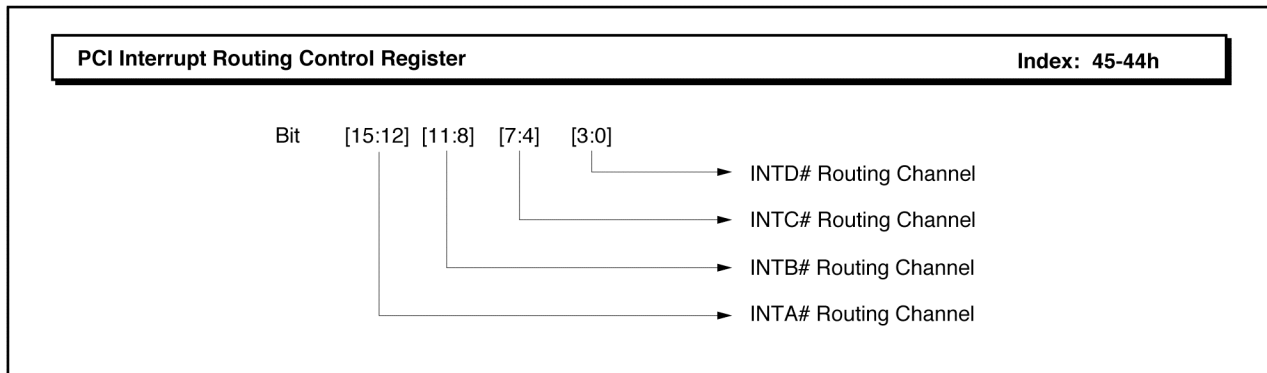 PCI Interrupt Routing Control Register Index: 45-44h
Bit [15:12] [11:8] [7:4] [3:0]
INTD# Routing Channel
INTC# Routing Channel
INTB# Routing Channel
INTA# Routing Channel